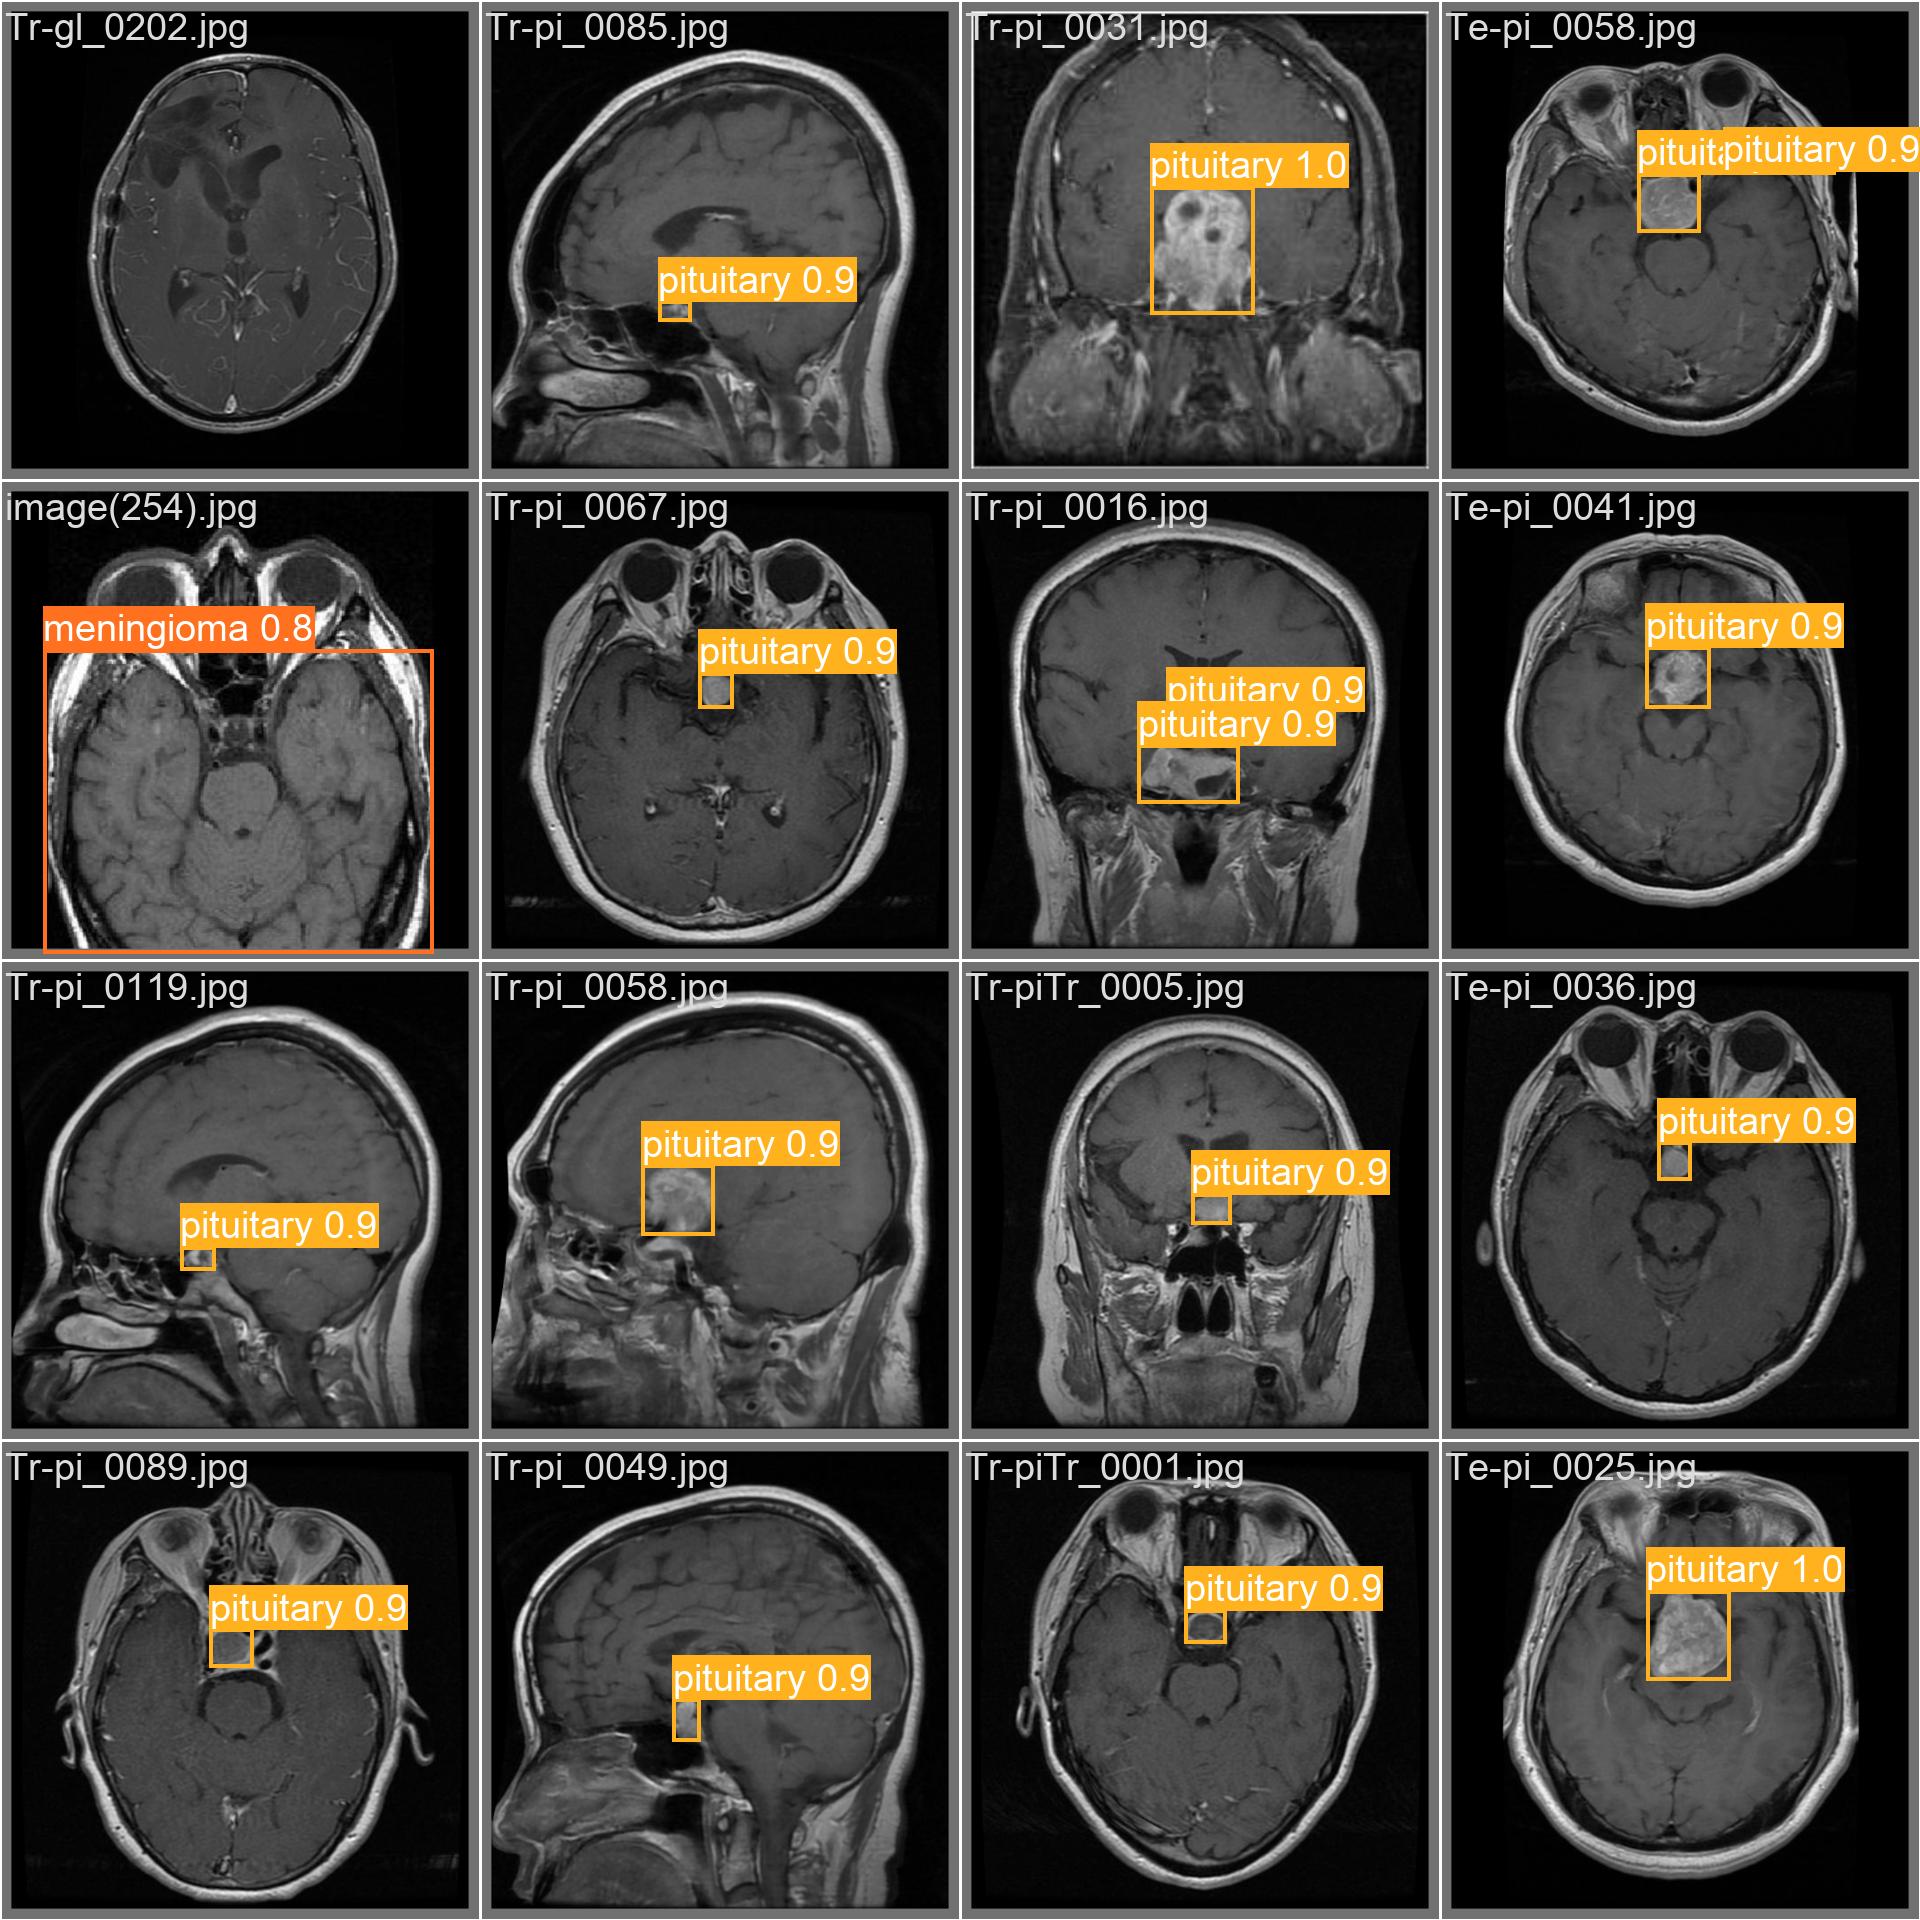 Tr-gl_0202.jpg
Tr-pi_0085.jpg
pituitary 0.9
Tr-pi_0031.jpg
pituitary 1.0
Te-pi_0058.jpg
pituitary 0.9
image(254).jpg
meningioma 0.8
Tr-pi_0067.jpg
pituitary 0.9
Tr-pi_0016.jpg
pituitary 0.9
pituitary 0.9
Te-pi_0041.jpg
pituitary 0.9
Tr-pi_0119.jpg
pituitary 0.9
Tr-pi_0058.jpg
pituitary 0.9
Tr-piTr_0005.jpg
pituitary 0.9
Te-pi_0036.jpg
pituitary 0.9
Tr-pi_0089.jpg
pituitary 0.9
Tr-pi_0049.jpg
pituitary 0.9
Tr-piTr_0001.jpg
pituitary 0.9
Te-pi_0025.jpg
pituitary 1.0